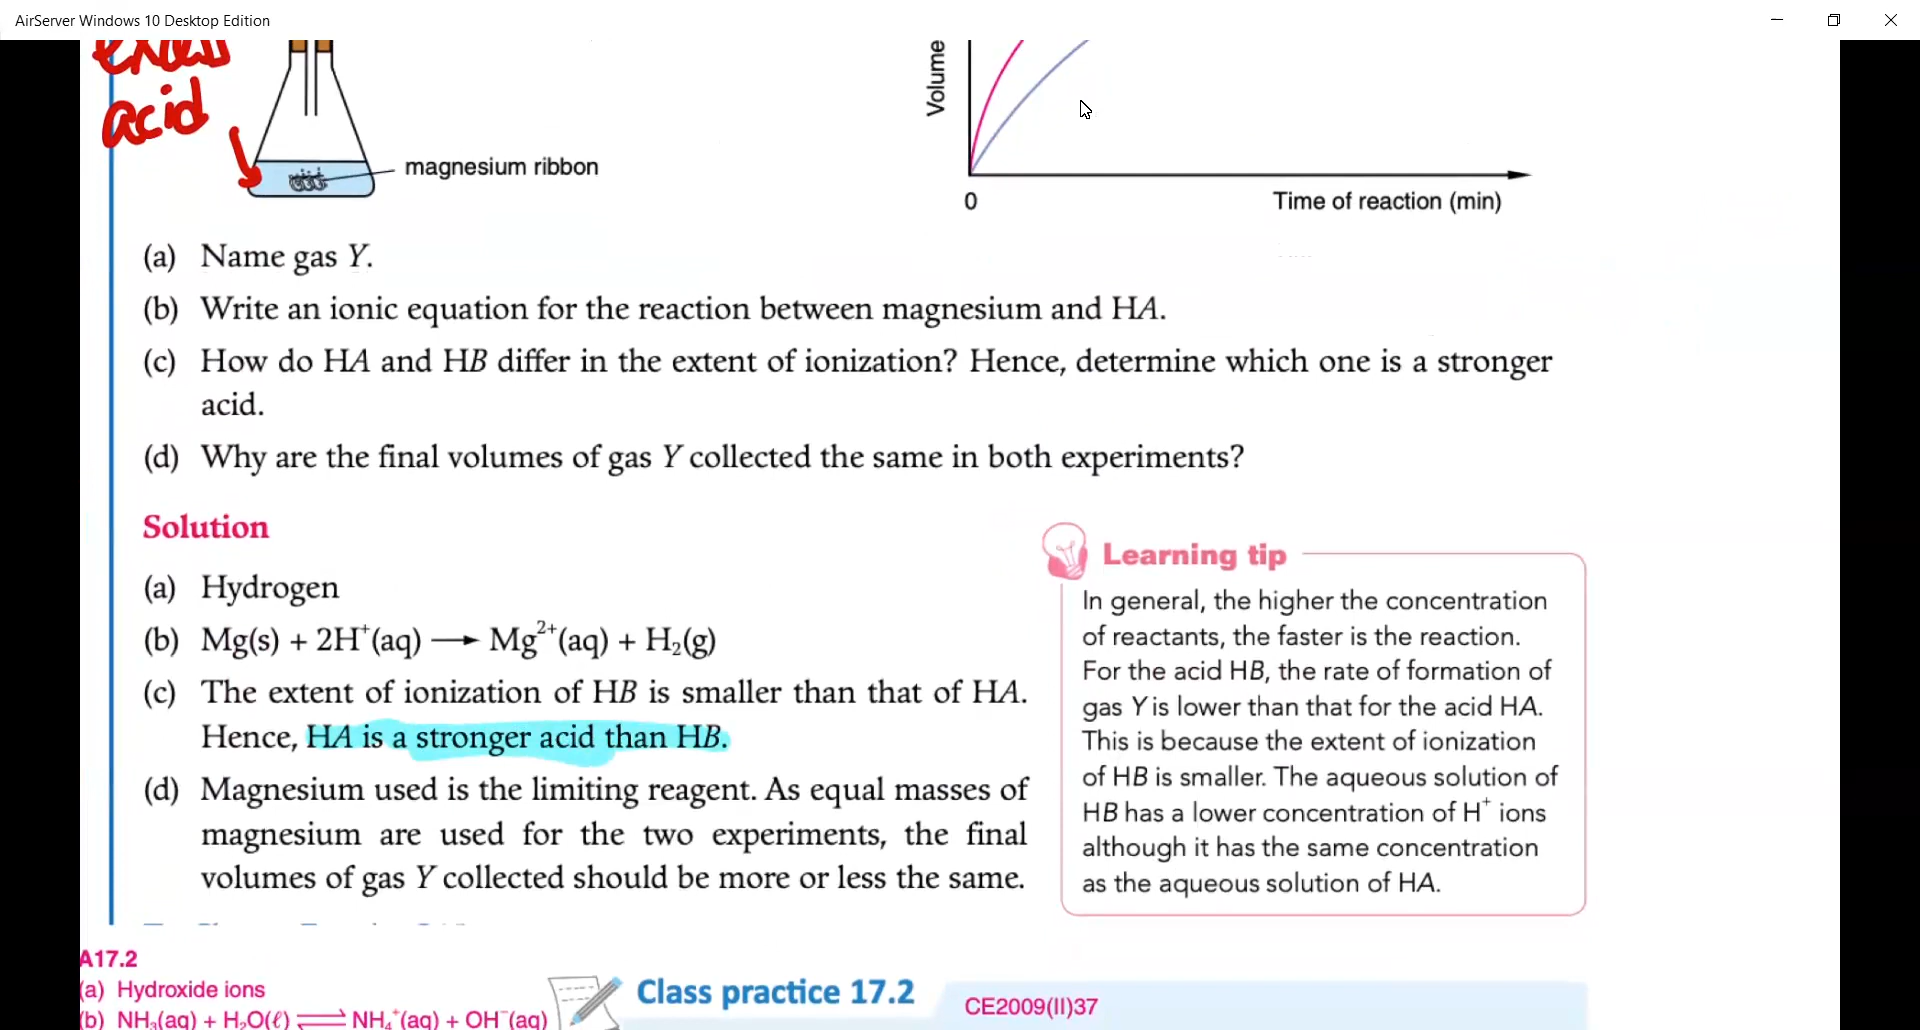 AirServer Windows 10 Desktop Edition
excess
acid
magnesium ribbon
Volume
0
Time of reaction (min)
(a) Name gas Y.
(b) Write an ionic equation for the reaction between magnesium and HA.
(c) How do HA and HB differ in the extent of ionization? Hence, determine which one is a stronger
acid.
(d) Why are the final volumes of gas Y collected the same in both experiments?
Solution
(a) Hydrogen
(b) Mg(s) + 2H⁺(aq) ⟶ Mg²⁺(aq) + H₂(g)
(c) The extent of ionization of HB is smaller than that of HA.
Hence, HA is a stronger acid than HB.
(d) Magnesium used is the limiting reagent. As equal masses of
magnesium are used for the two experiments, the final
volumes of gas Y collected should be more or less the same.
Learning tip
In general, the higher the concentration
of reactants, the faster is the reaction.
For the acid HB, the rate of formation of
gas Y is lower than that for the acid HA.
This is because the extent of ionization
of HB is smaller. The aqueous solution of
HB has a lower concentration of H⁺ ions
although it has the same concentration
as the aqueous solution of HA.
A17.2
(a) Hydroxide ions
(b) NH₃(aq) + H₂O(ℓ) ⇌ NH₄⁺(aq) + OH⁻(aq)
Class practice 17.2
CE2009(II)37